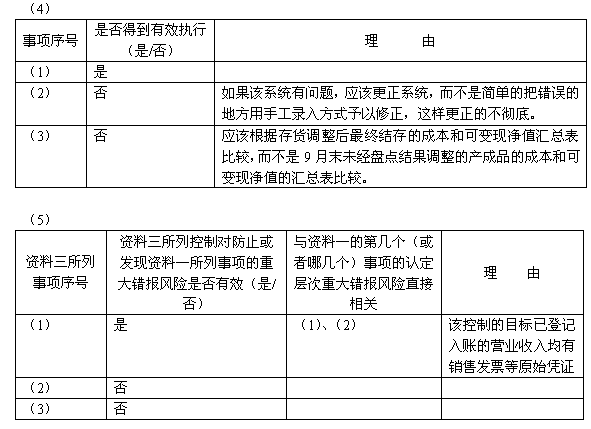 （4）
事项序号
是否得到有效执行
（是/否）
理 由
（1）
是
（2）
否
如果该系统有问题，应该更正系统，而不是简单的把错误的
地方用手工录入方式予以修正，这样更正的不彻底。
（3）
否
应该根据存货调整后最终结存的成本和可变现净值汇总表
比较，而不是 9 月末未经盘点结果调整的产成品的成本和可
变现净值的汇总表比较。
（5）
资料三所列
事项序号
资料三所列控制对防止或
发现资料一所列事项的重
大错报风险是否有效（是/
否）
与资料一的第几个（或
者哪几个）事项的认定
层次重大错报风险直接
相关
理 由
（1）
是
（1）、（2）
该控制的目标已登记
入账的营业收入均有
销售发票等原始凭证
（2）
否
（3）
否